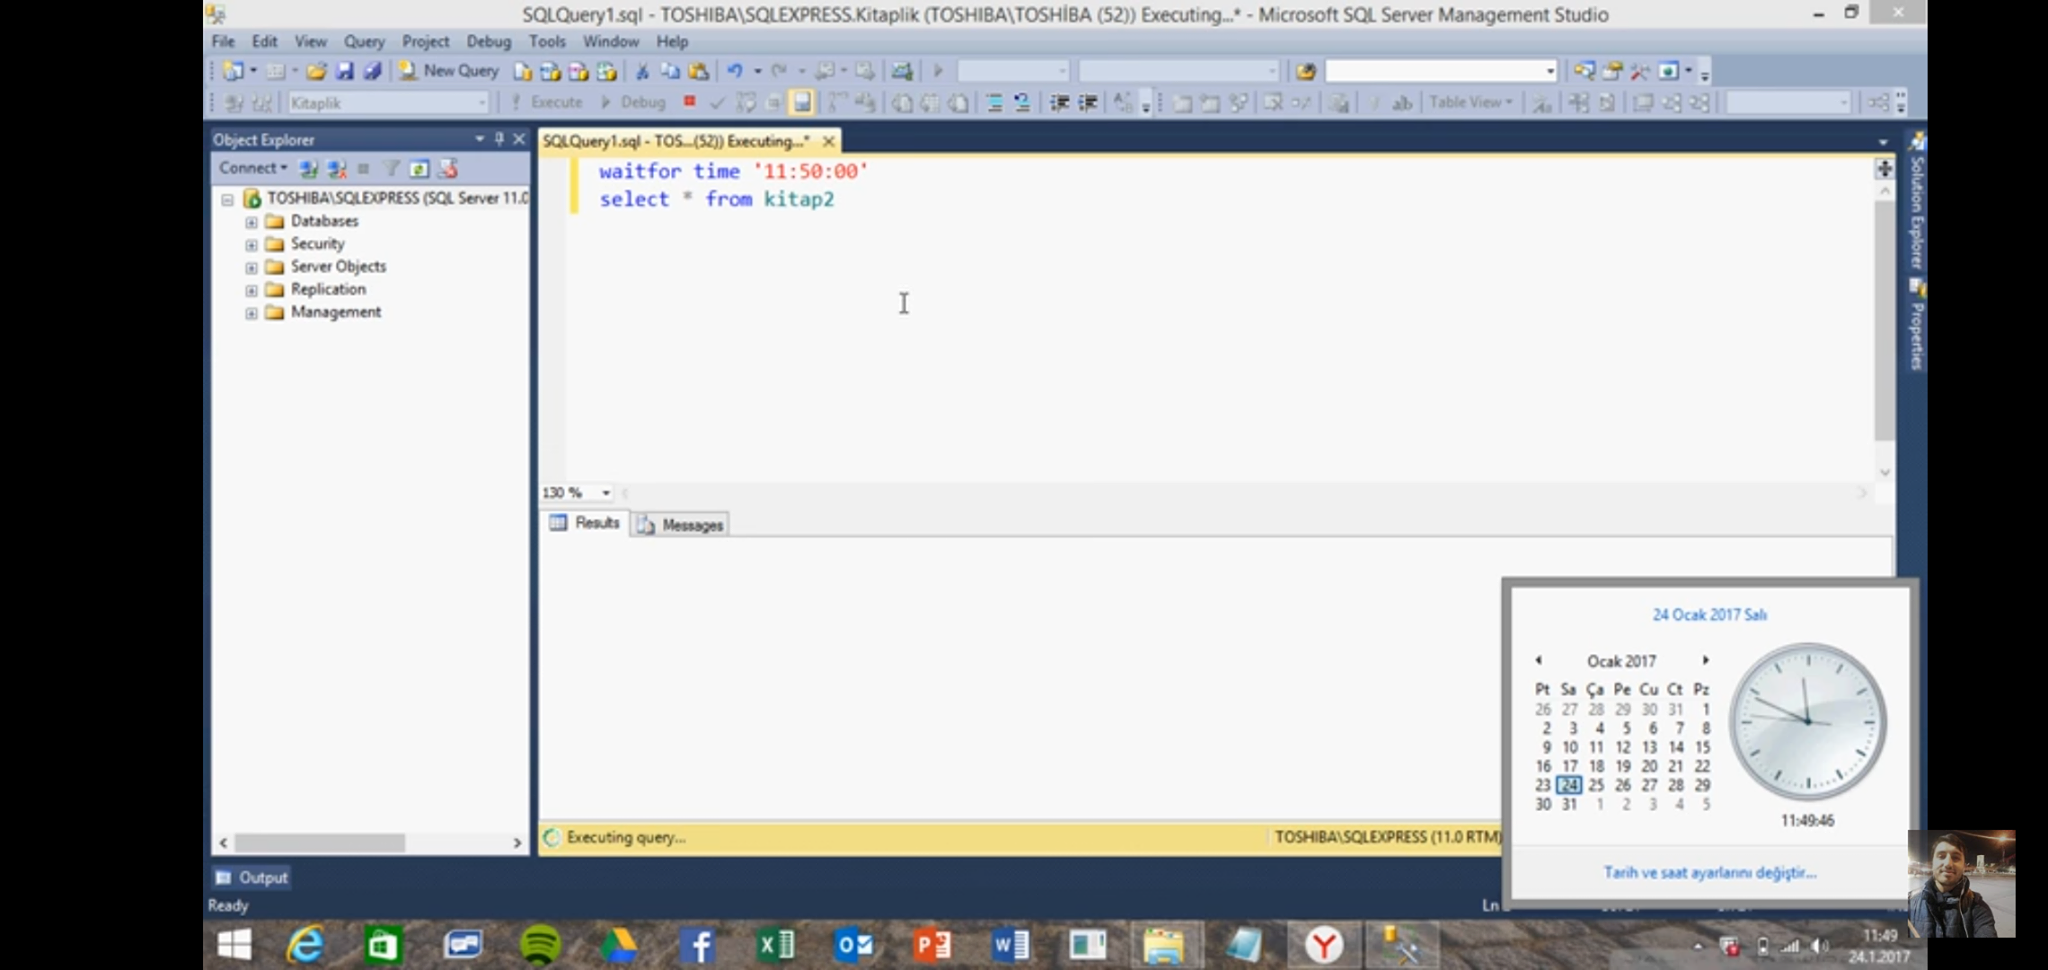 SQLQuery1.sql - TOSHIBA\SQLEXPRESS.Kitaplik (TOSHIBA\TOSHİBA (52)) Executing...* - Microsoft SQL Server Management Studio
File Edit View Query Project Debug Tools Window Help
New Query
Kitaplik Execute Debug ab Table View
Object Explorer
SQLQuery1.sql - TOS...(52)) Executing...*
Connect
TOSHIBA\SQLEXPRESS (SQL Server 11.0
Databases
Security
Server Objects
Replication
Management
waitfor time '11:50:00'
select * from kitap2
Solution Explorer
Properties
130 %
Results Messages
24 Ocak 2017 Salı
Ocak 2017
Pt Sa Ça Pe Cu Ct Pz
26 27 28 29 30 31 1
2 3 4 5 6 7 8
9 10 11 12 13 14 15
16 17 18 19 20 21 22
23 24 25 26 27 28 29
30 31 1 2 3 4 5
11:49:46
Tarih ve saat ayarlarını değiştir...
Executing query... TOSHIBA\SQLEXPRESS (11.0 RTM)
Output
Ready Ln
11:49
24.1.2017